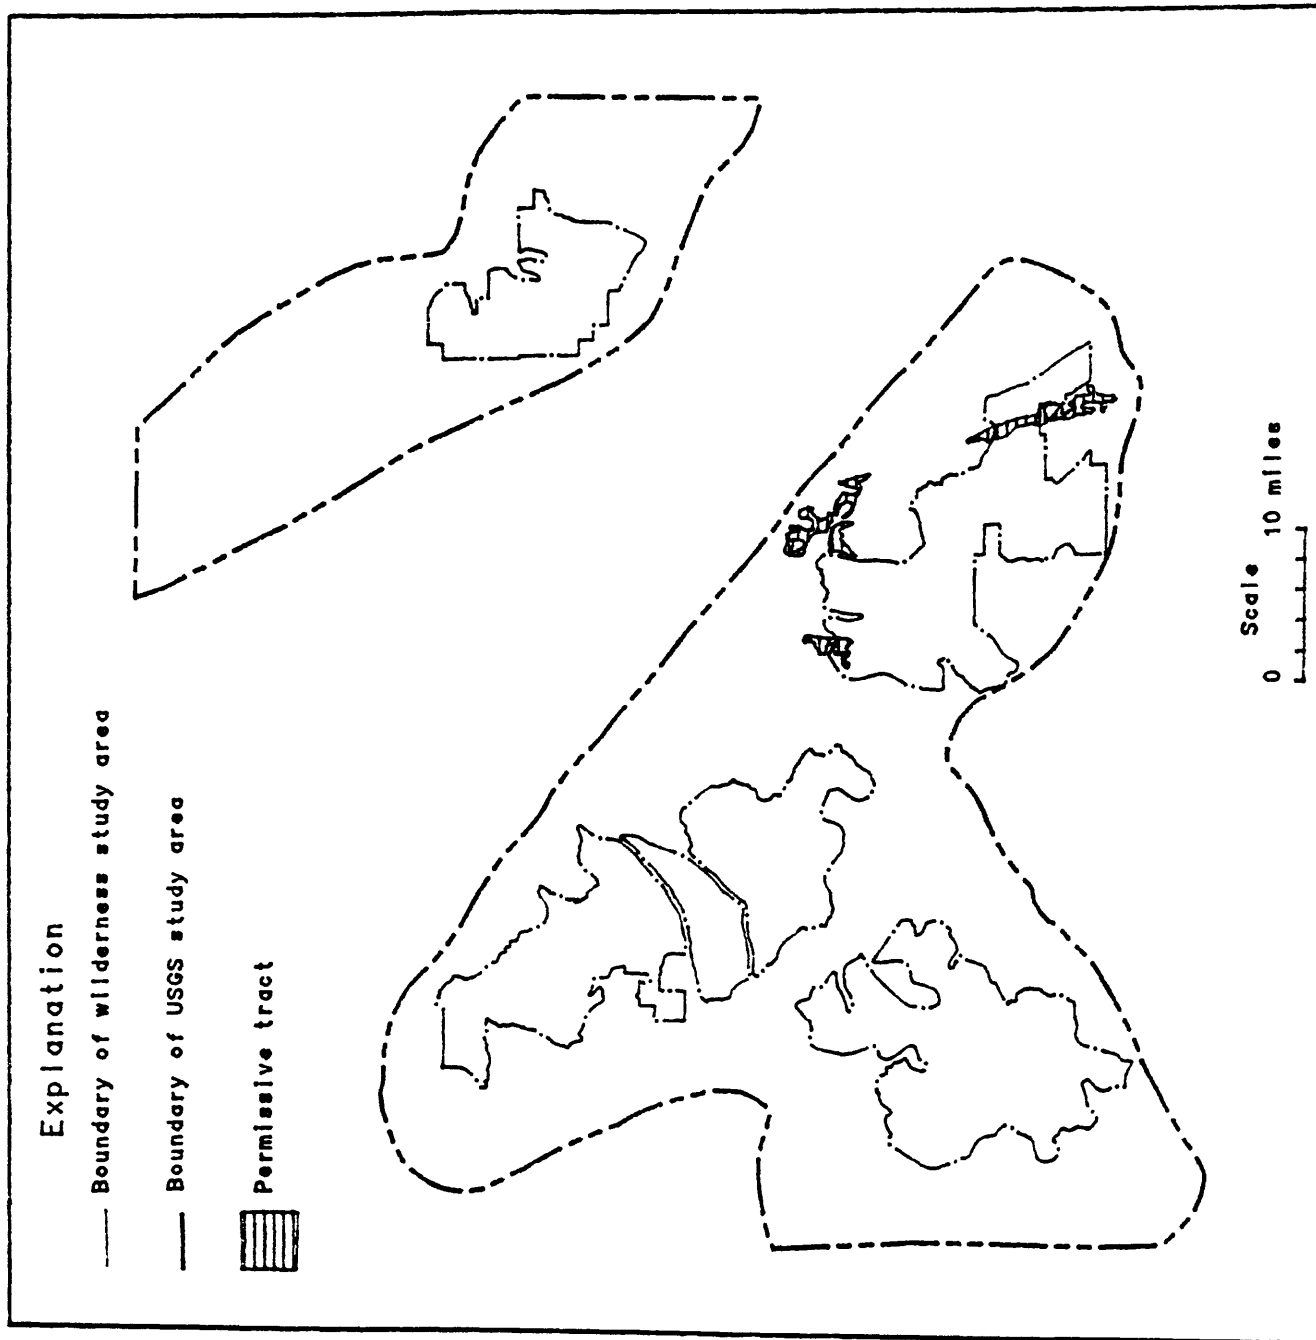 Explanation
Boundary of wilderness study area
Boundary of USGS study area
Permissive tract
Scale
0 10 miles